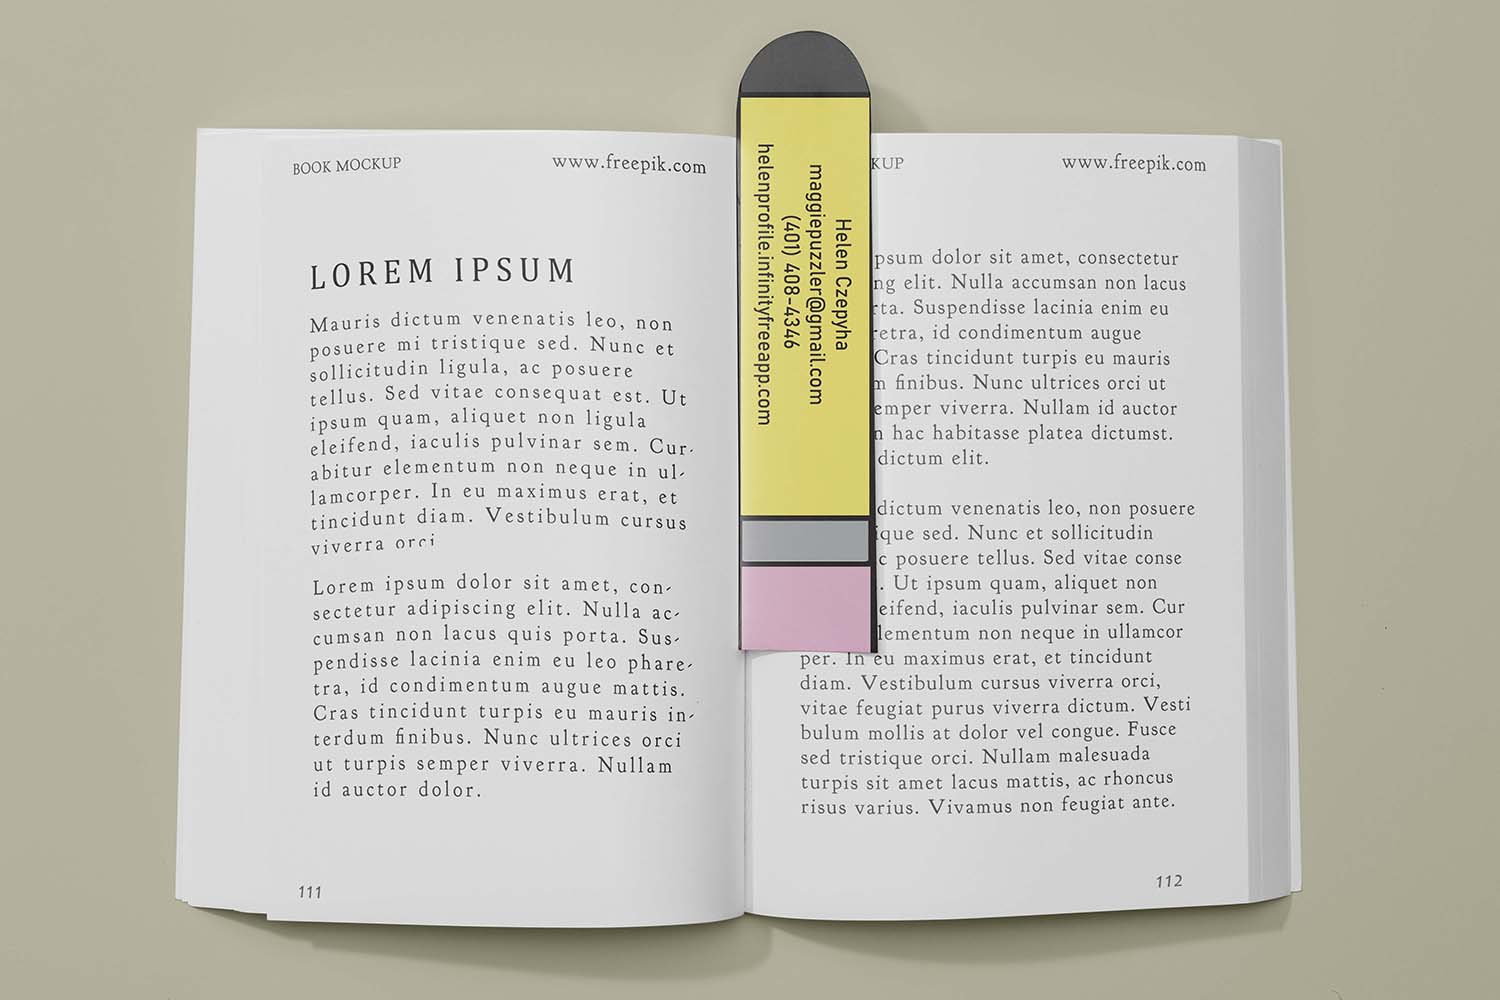 BOOK MOCKUP
www.freepik.com
LOREM IPSUM
Mauris dictum venenatis leo, non
posuere mi tristique sed. Nunc et
sollicitudin ligula, ac posuere
tellus. Sed vitae consequat est. Ut
ipsum quam, aliquet non ligula
eleifend, iaculis pulvinar sem. Cur-
abitur elementum non neque in ul-
lamcorper. In eu maximus erat, et
tincidunt diam. Vestibulum cursus
viverra orci
Lorem ipsum dolor sit amet, con-
sectetur adipiscing elit. Nulla ac-
cumsan non lacus quis porta. Sus-
pendisse lacinia enim eu leo phare-
tra, id condimentum augue mattis.
Cras tincidunt turpis eu mauris in-
terdum finibus. Nunc ultrices orci
ut turpis semper viverra. Nullam
id auctor dolor.
111
Helen Czepyha
maggiepuzzler@gmail.com
(401) 408-4346
helenprofile.infinityfreeapp.com
KUP
www.freepik.com
psum dolor sit amet, consectetur
ng elit. Nulla accumsan non lacus
rta. Suspendisse lacinia enim eu
retra, id condimentum augue
Cras tincidunt turpis eu mauris
m finibus. Nunc ultrices orci ut
emper viverra. Nullam id auctor
n hac habitasse platea dictumst.
dictum elit.
dictum venenatis leo, non posuere
ique sed. Nunc et sollicitudin
c posuere tellus. Sed vitae conse
. Ut ipsum quam, aliquet non
eifend, iaculis pulvinar sem. Cur
lementum non neque in ullamcor
per. In eu maximus erat, et tincidunt
diam. Vestibulum cursus viverra orci,
vitae feugiat purus viverra dictum. Vesti
bulum mollis at dolor vel congue. Fusce
sed tristique orci. Nullam malesuada
turpis sit amet lacus mattis, ac rhoncus
risus varius. Vivamus non feugiat ante.
112